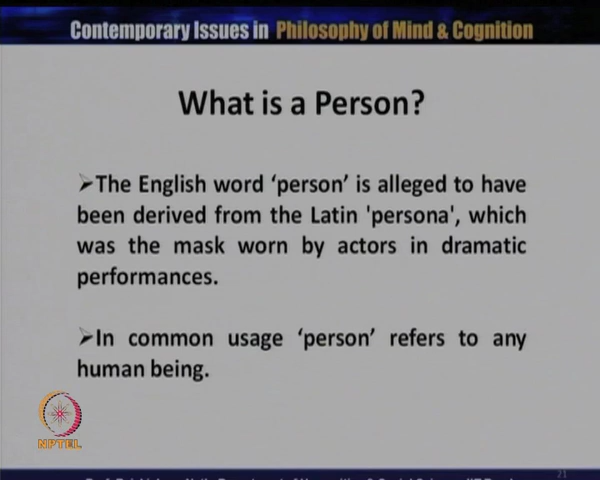 Contemporary Issues in Philosophy of Mind & Cognition
What is a Person?
➢The English word ‘person’ is alleged to have
been derived from the Latin 'persona', which
was the mask worn by actors in dramatic
performances.
➢In common usage ‘person’ refers to any
human being.
NPTEL
21